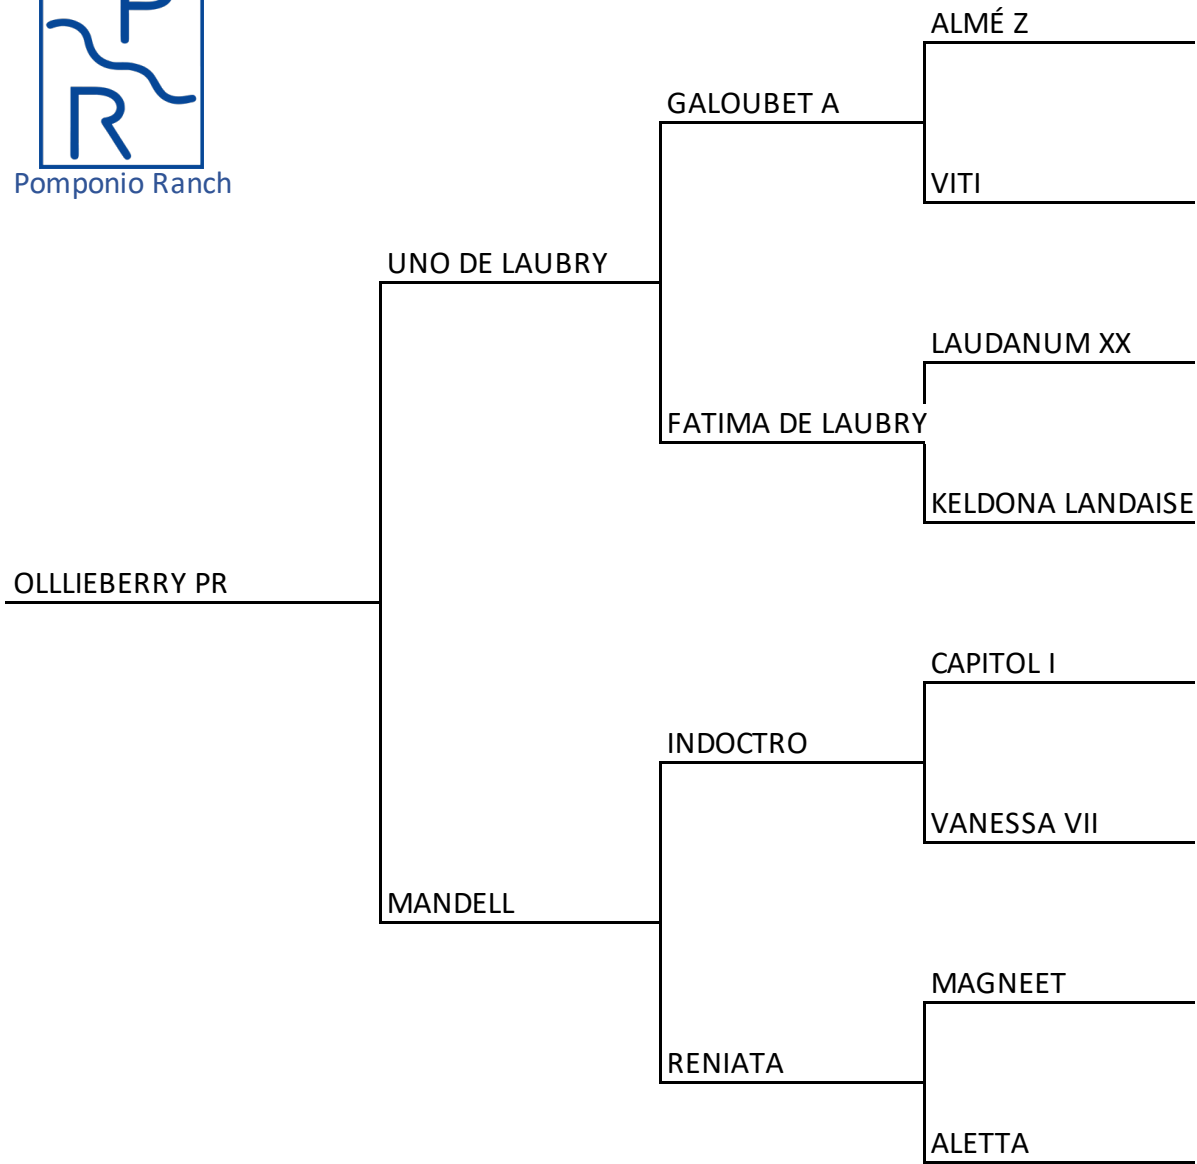 P
R
Pomponio Ranch
ALMÉ Z
GALOUBET A
VITI
UNO DE LAUBRY
LAUDANUM XX
FATIMA DE LAUBRY
KELDONA LANDAISE
OLLLIEBERRY PR
CAPITOL I
INDOCTRO
VANESSA VII
MANDELL
MAGNEET
RENIATA
ALETTA